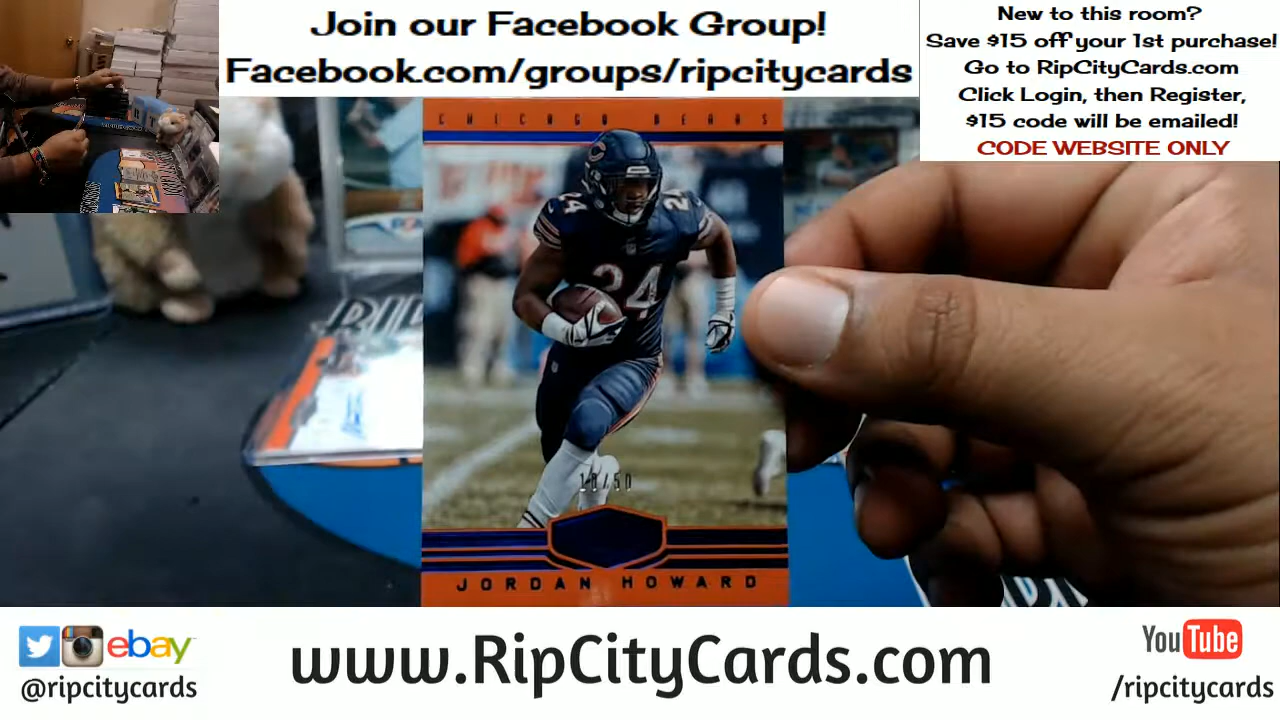 Join our Facebook Group!
Facebook.com/groups/ripcitycards
New to this room?
Save $15 off your 1st purchase!
Go to RipCityCards.com
Click Login, then Register,
$15 code will be emailed!
CODE WEBSITE ONLY
CHICAGO BEARS
24
24
24
RIP
JORDAN HOWARD
ebay
@ripcitycards
www.RipCityCards.com
YouTube
/ripcitycards